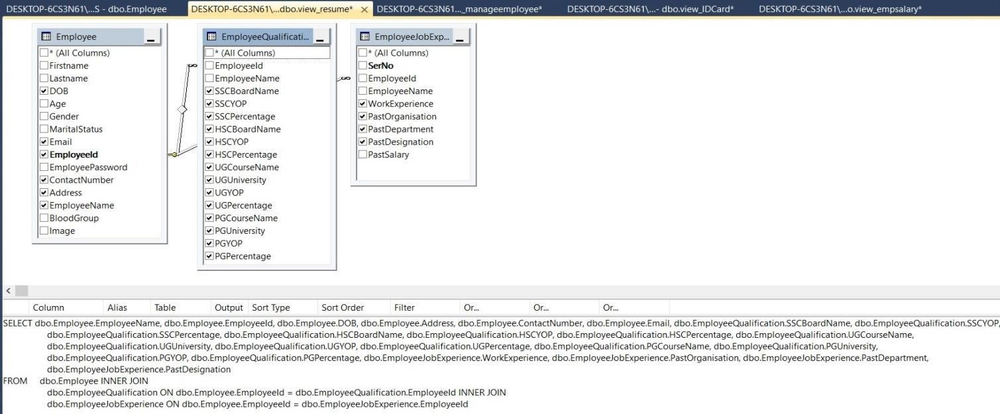 DESKTOP-6CS3N61\...S - dbo.Employee
DESKTOP-6CS3N61\...dbo.view_resume*
DESKTOP-6CS3N61..._manageemployee*
DESKTOP-6CS3N61\...- dbo.view_IDCard*
DESKTOP-6CS3N61\...o.view_empsalary*
Employee
* (All Columns)
Firstname
Lastname
DOB
Age
Gender
MaritalStatus
Email
EmployeeId
EmployeePassword
ContactNumber
Address
EmployeeName
BloodGroup
Image
EmployeeQualificati...
* (All Columns)
EmployeeId
EmployeeName
SSCBoardName
SSCYOP
SSCPercentage
HSCBoardName
HSCYOP
HSCPercentage
UGCourseName
UGUniversity
UGYOP
UGPercentage
PGCourseName
PGUniversity
PGYOP
PGPercentage
EmployeeJobExp...
* (All Columns)
SerNo
EmployeeId
EmployeeName
WorkExperience
PastOrganisation
PastDepartment
PastDesignation
PastSalary
Column Alias Table Output Sort Type Sort Order Filter Or... Or... Or...
SELECT dbo.Employee.EmployeeName, dbo.Employee.EmployeeId, dbo.Employee.DOB, dbo.Employee.Address, dbo.Employee.ContactNumber, dbo.Employee.Email, dbo.EmployeeQualification.SSCBoardName, dbo.EmployeeQualification.SSCYOP,
dbo.EmployeeQualification.SSCPercentage, dbo.EmployeeQualification.HSCBoardName, dbo.EmployeeQualification.HSCYOP, dbo.EmployeeQualification.HSCPercentage, dbo.EmployeeQualification.UGCourseName,
dbo.EmployeeQualification.UGUniversity, dbo.EmployeeQualification.UGYOP, dbo.EmployeeQualification.UGPercentage, dbo.EmployeeQualification.PGCourseName, dbo.EmployeeQualification.PGUniversity,
dbo.EmployeeQualification.PGYOP, dbo.EmployeeQualification.PGPercentage, dbo.EmployeeJobExperience.WorkExperience, dbo.EmployeeJobExperience.PastOrganisation, dbo.EmployeeJobExperience.PastDepartment,
dbo.EmployeeJobExperience.PastDesignation
FROM dbo.Employee INNER JOIN
dbo.EmployeeQualification ON dbo.Employee.EmployeeId = dbo.EmployeeQualification.EmployeeId INNER JOIN
dbo.EmployeeJobExperience ON dbo.Employee.EmployeeId = dbo.EmployeeJobExperience.EmployeeId